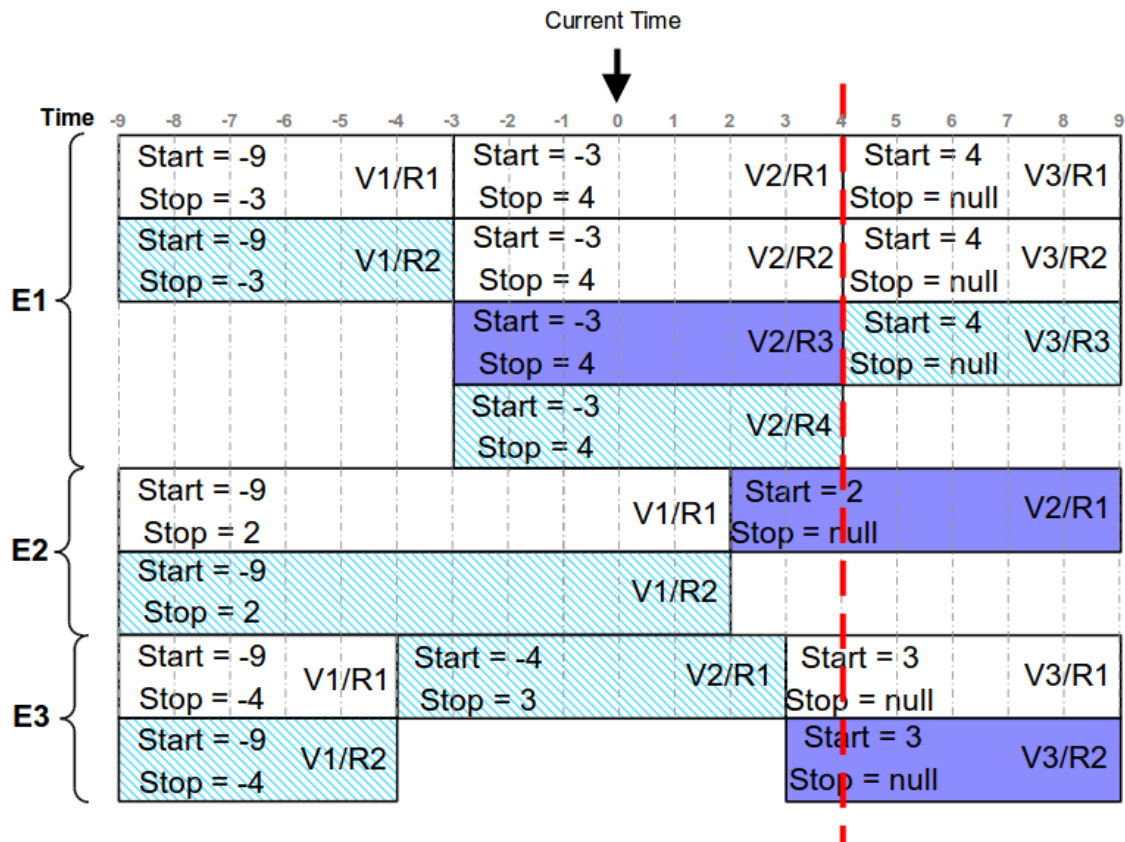 Current Time
Time -9 -8 -7 -6 -5 -4 -3 -2 -1 0 1 2 3 4 5 6 7 8 9
E1
Start = -9
Stop = -3
V1/R1
Start = -3
Stop = 4
V2/R1
Start = 4
Stop = null
V3/R1
Start = -9
Stop = -3
V1/R2
Start = -3
Stop = 4
V2/R2
Start = 4
Stop = null
V3/R2
Start = -3
Stop = 4
V2/R3
Start = 4
Stop = null
V3/R3
Start = -3
Stop = 4
V2/R4
E2
Start = -9
Stop = 2
V1/R1
Start = 2
Stop = null
V2/R1
Start = -9
Stop = 2
V1/R2
E3
Start = -9
Stop = -4
V1/R1
Start = -4
Stop = 3
V2/R1
Start = 3
Stop = null
V3/R1
Start = -9
Stop = -4
V1/R2
Start = 3
Stop = null
V3/R2